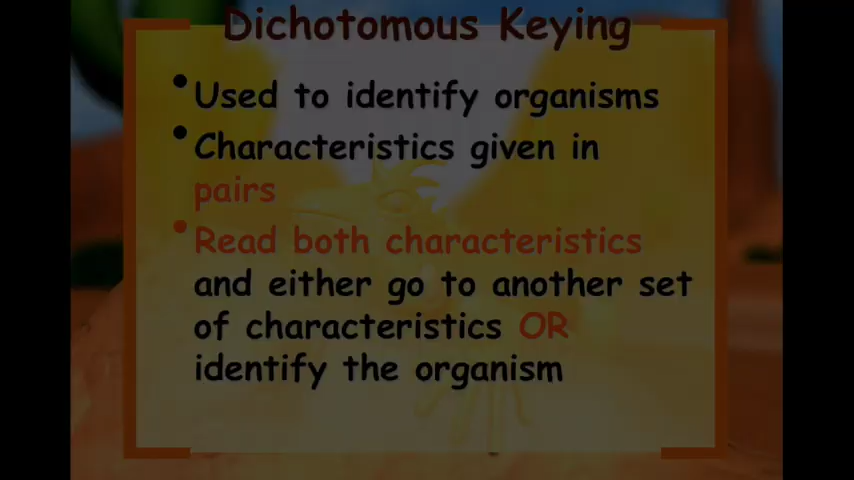 Dichotomous Keying
• Used to identify organisms
• Characteristics given in
pairs
• Read both characteristics
and either go to another set
of characteristics OR
identify the organism